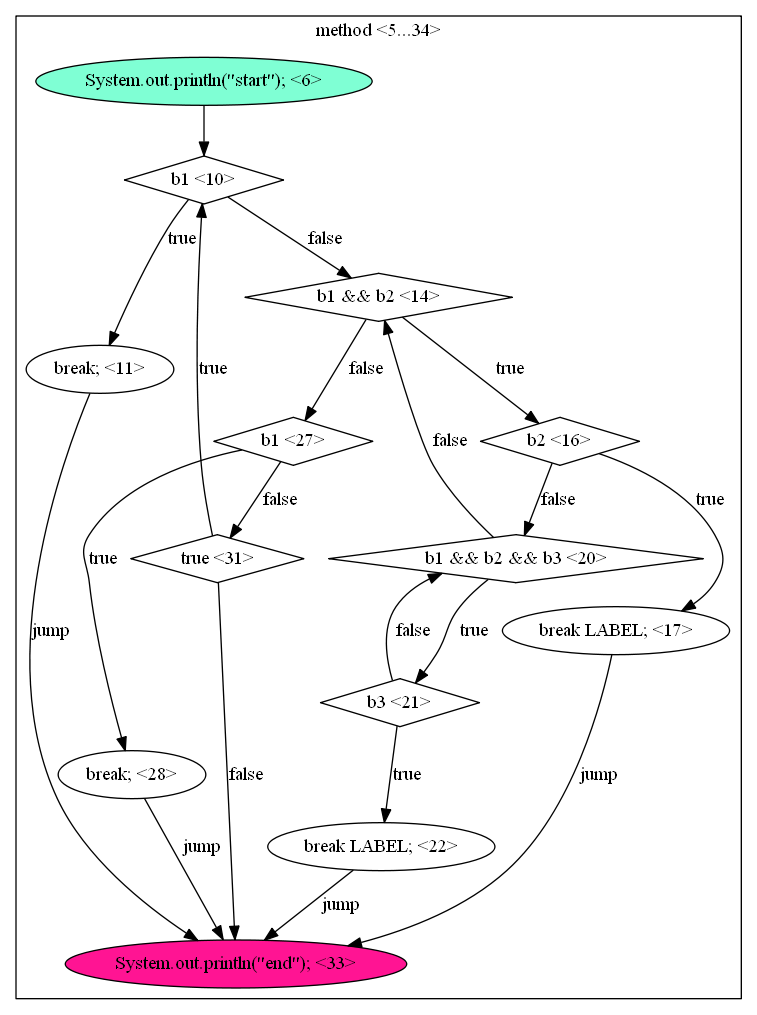 method <5...34>
System.out.println("start"); <6>
b1 <10>
true
false
b1 && b2 <14>
break; <11>
true
false
true
b1 <27>
b2 <16>
false
false
false
true
true
true <31>
b1 && b2 && b3 <20>
jump
false
true
break LABEL; <17>
b3 <21>
break; <28>
false
true
jump
jump
break LABEL; <22>
jump
System.out.println("end"); <33>